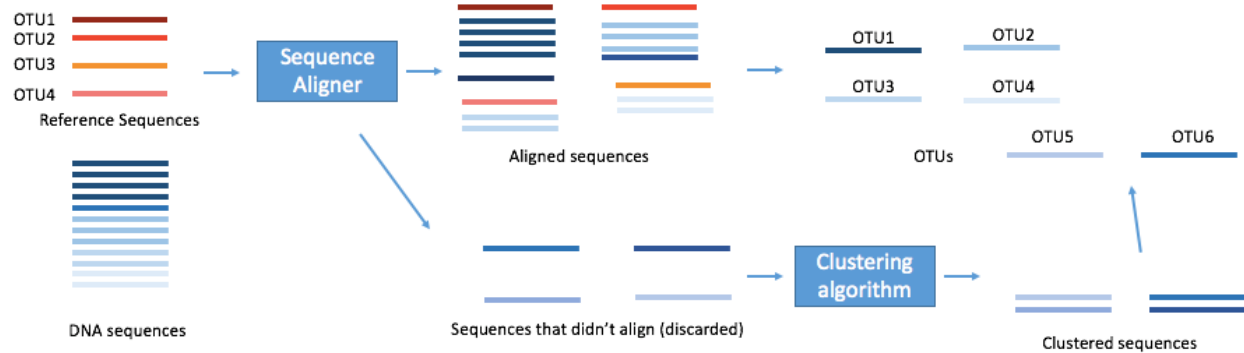 OTU1
OTU2
OTU3
OTU4
Reference Sequences
DNA sequences
Sequence
Aligner
Aligned sequences
OTU1
OTU2
OTU3
OTU4
OTUs
OTU5
OTU6
Sequences that didn't align (discarded)
Clustering
algorithm
Clustered sequences